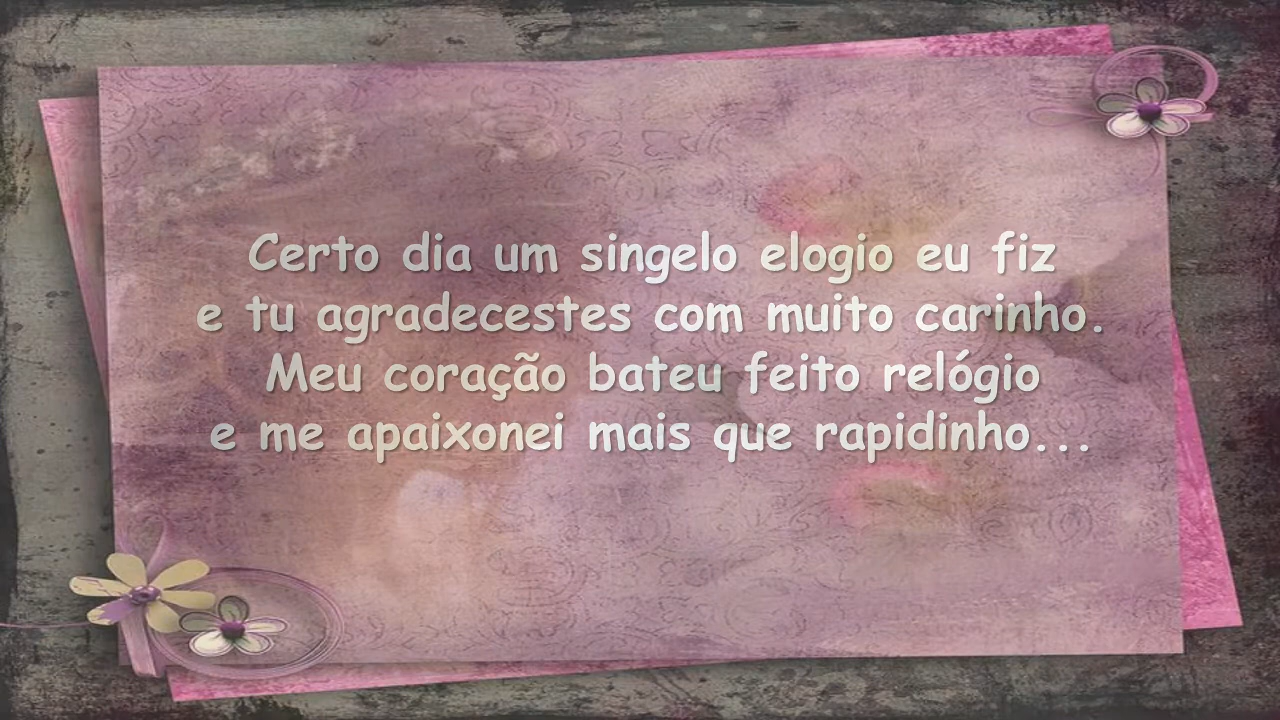 Certo dia um singelo elogio eu fiz
e tu agradecestes com muito carinho.
Meu coração bateu feito relógio
e me apaixonei mais que rapidinho...